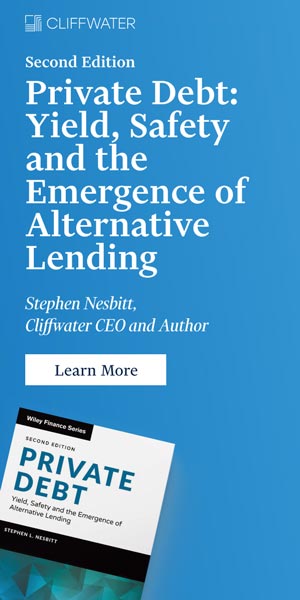 CLIFFWATER
Second Edition
Private Debt:
Yield, Safety
and the
Emergence of
Alternative
Lending
Stephen Nesbitt,
Cliffwater CEO and Author
Learn More
Wiley Finance Series
SECOND EDITION
PRIVATE
DEBT
Yield, Safety and the Emergence of
Alternative Lending
STEPHEN L. NESBITT